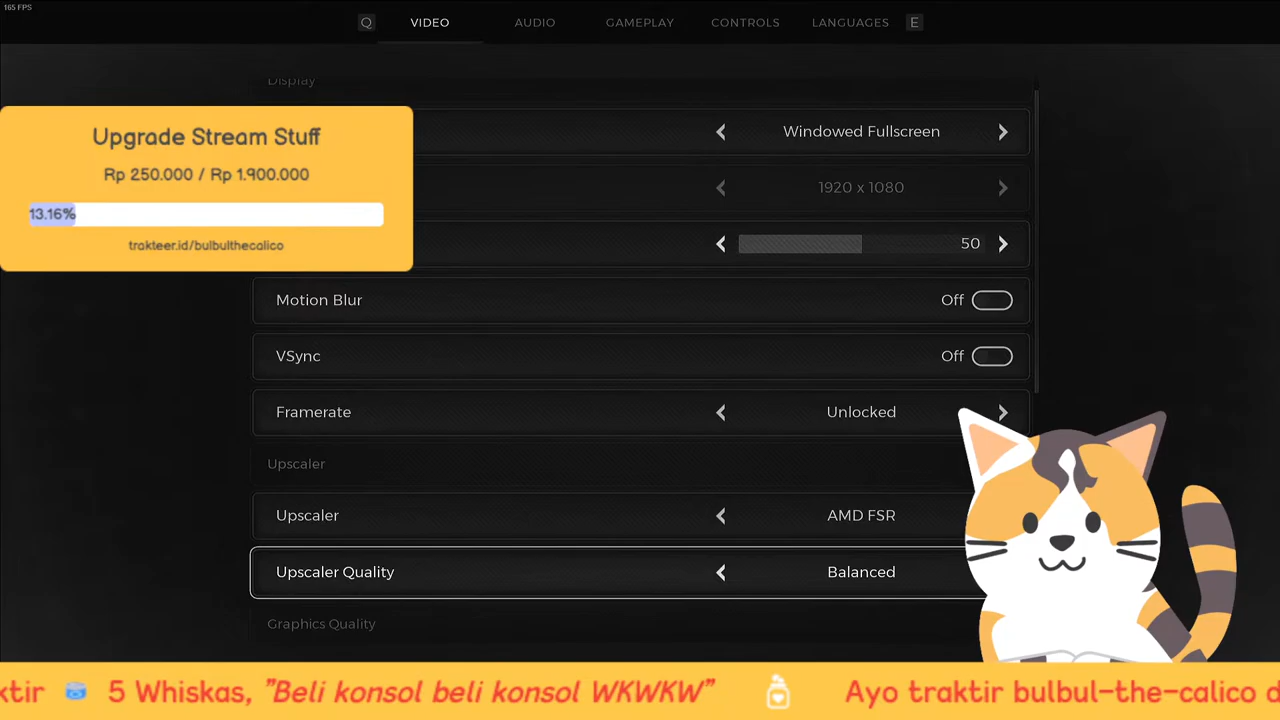 165 FPS
Q VIDEO AUDIO GAMEPLAY CONTROLS LANGUAGES E
Display
Windowed Fullscreen
Upgrade Stream Stuff
Rp 250.000 / Rp 1.900.000
13.16%
trakteer.id/bulbulthecalico
1920 x 1080
50
Motion Blur Off
VSync Off
Framerate Unlocked
Upscaler
Upscaler AMD FSR
Upscaler Quality Balanced
Graphics Quality
ktir 5 Whiskas, "Beli konsol beli konsol WKWKW" Ayo traktir bulbul-the-calico d